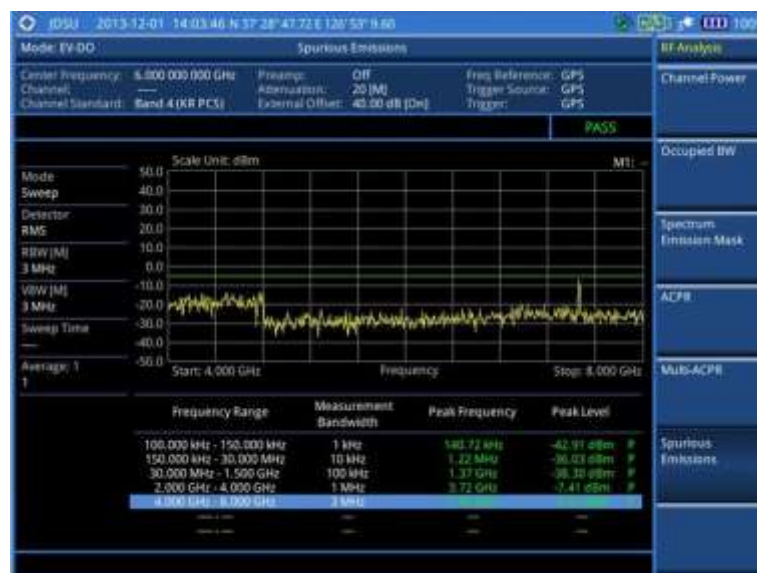 JDSU 2013-12-01 14:03:46 N 37° 28' 47.72 E 126° 53' 9.60 100%
Mode: EV-DO Spurious Emissions RF Analysis
Center Frequency: 6.000 000 000 GHz Preamp: Off Freq Reference: GPS
Channel: ---- Attenuation: 20 [M] Trigger Source: GPS
Channel Standard: Band 4 (KR PCS) External Offset: 40.00 dB [On] Trigger: GPS
PASS
Channel Power
Occupied BW
Spectrum
Emission Mask
ACPR
Multi-ACPR
Spurious
Emissions
Mode
Sweep
Detector
RMS
RBW [M]
3 MHz
VBW [M]
3 MHz
Sweep Time
----
Average: 1
1
Scale Unit: dBm M1: --
50.0
40.0
30.0
20.0
10.0
0.0
-10.0
-20.0
-30.0
-40.0
-50.0
Start: 4.000 GHz Frequency Stop: 8.000 GHz
Frequency Range Measurement Bandwidth Peak Frequency Peak Level
100.000 kHz - 150.000 kHz 1 kHz 140.72 kHz -42.91 dBm P
150.000 kHz - 30.000 MHz 10 kHz 1.22 MHz -36.03 dBm P
30.000 MHz - 1.500 GHz 100 kHz 1.37 GHz -38.30 dBm P
2.000 GHz - 4.000 GHz 1 MHz 3.72 GHz -7.41 dBm P
4.000 GHz - 8.000 GHz 3 MHz
---- - ---- -- -- --
---- - ---- -- -- --